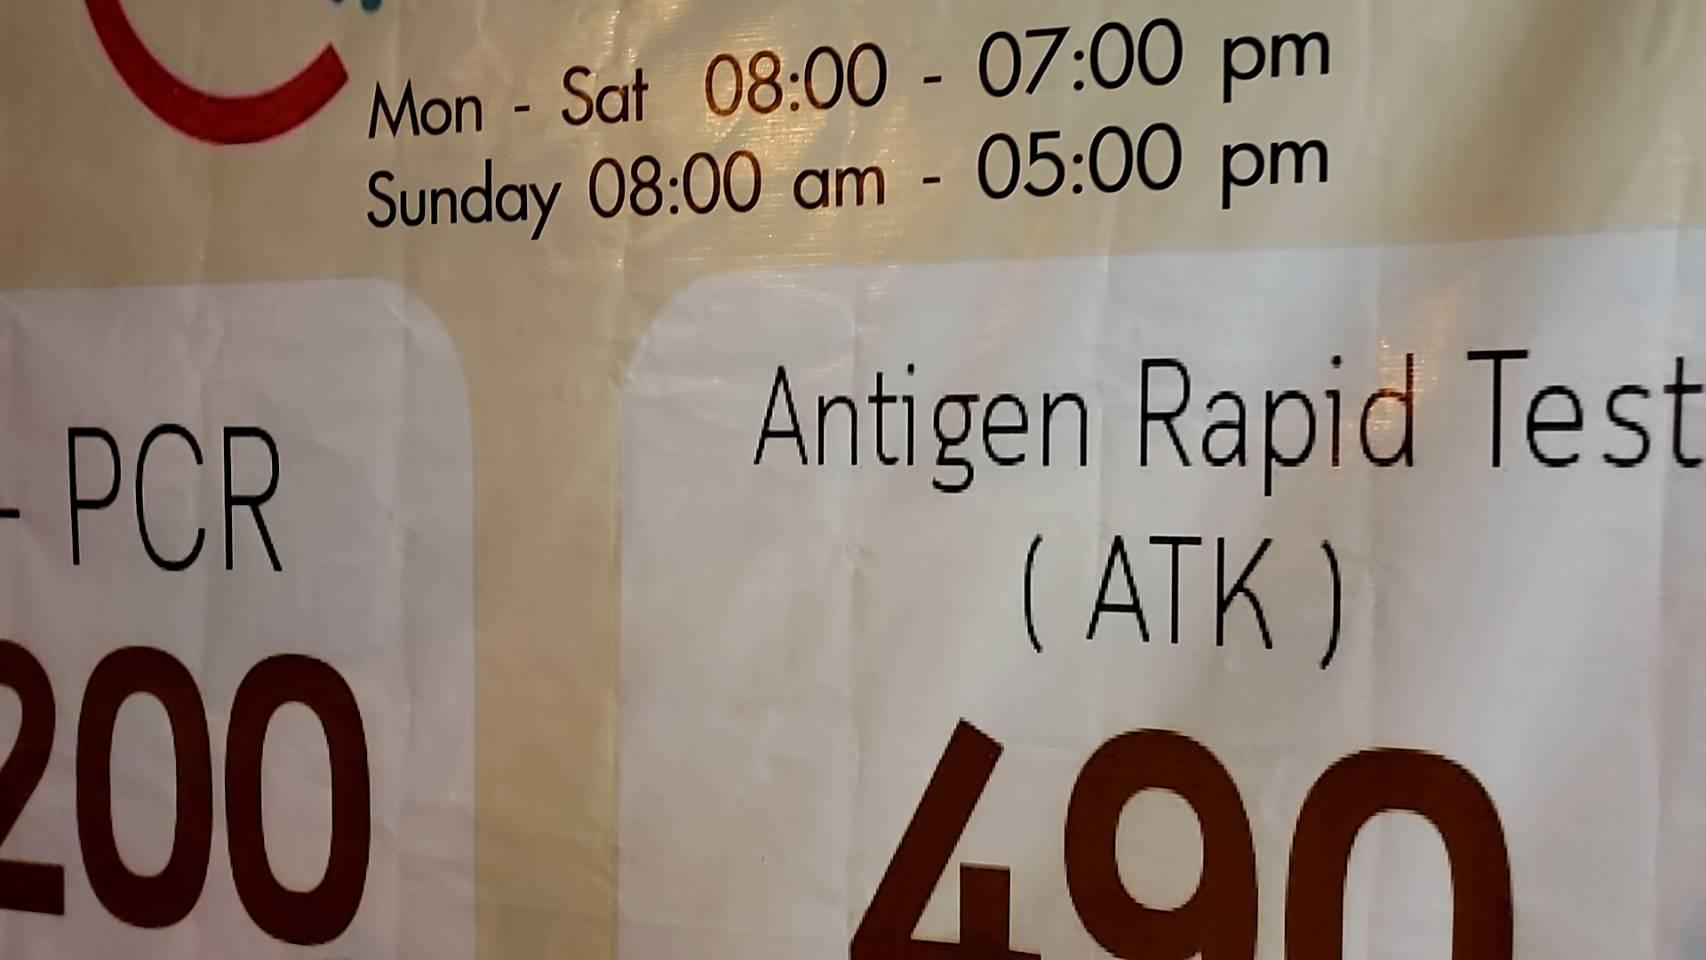 Mon - Sat 08:00 - 07:00 pm
Sunday 08:00 am - 05:00 pm
- PCR
200
Antigen Rapid Test
( ATK )
490